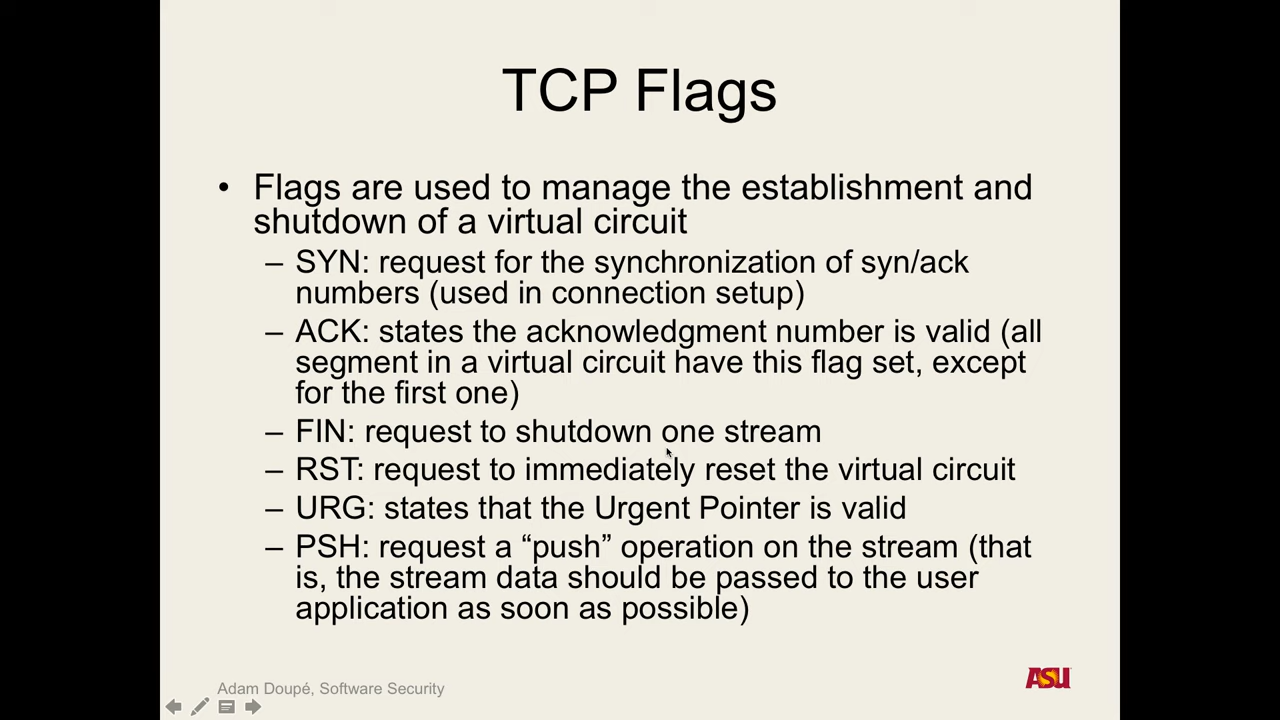 TCP Flags
• Flags are used to manage the establishment and
shutdown of a virtual circuit
– SYN: request for the synchronization of syn/ack
numbers (used in connection setup)
– ACK: states the acknowledgment number is valid (all
segment in a virtual circuit have this flag set, except
for the first one)
– FIN: request to shutdown one stream
– RST: request to immediately reset the virtual circuit
– URG: states that the Urgent Pointer is valid
– PSH: request a “push” operation on the stream (that
is, the stream data should be passed to the user
application as soon as possible)
Adam Doupé, Software Security
ASU